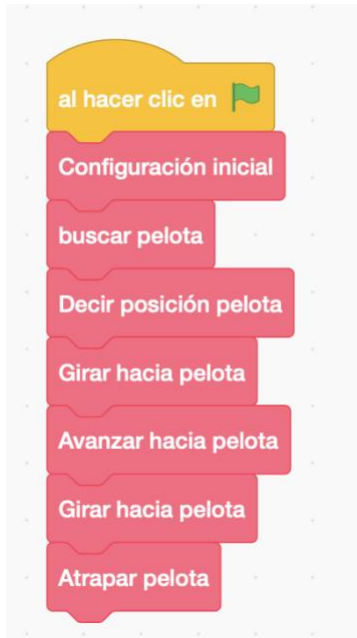 al hacer clic en
Configuración inicial
buscar pelota
Decir posición pelota
Girar hacia pelota
Avanzar hacia pelota
Girar hacia pelota
Atrapar pelota